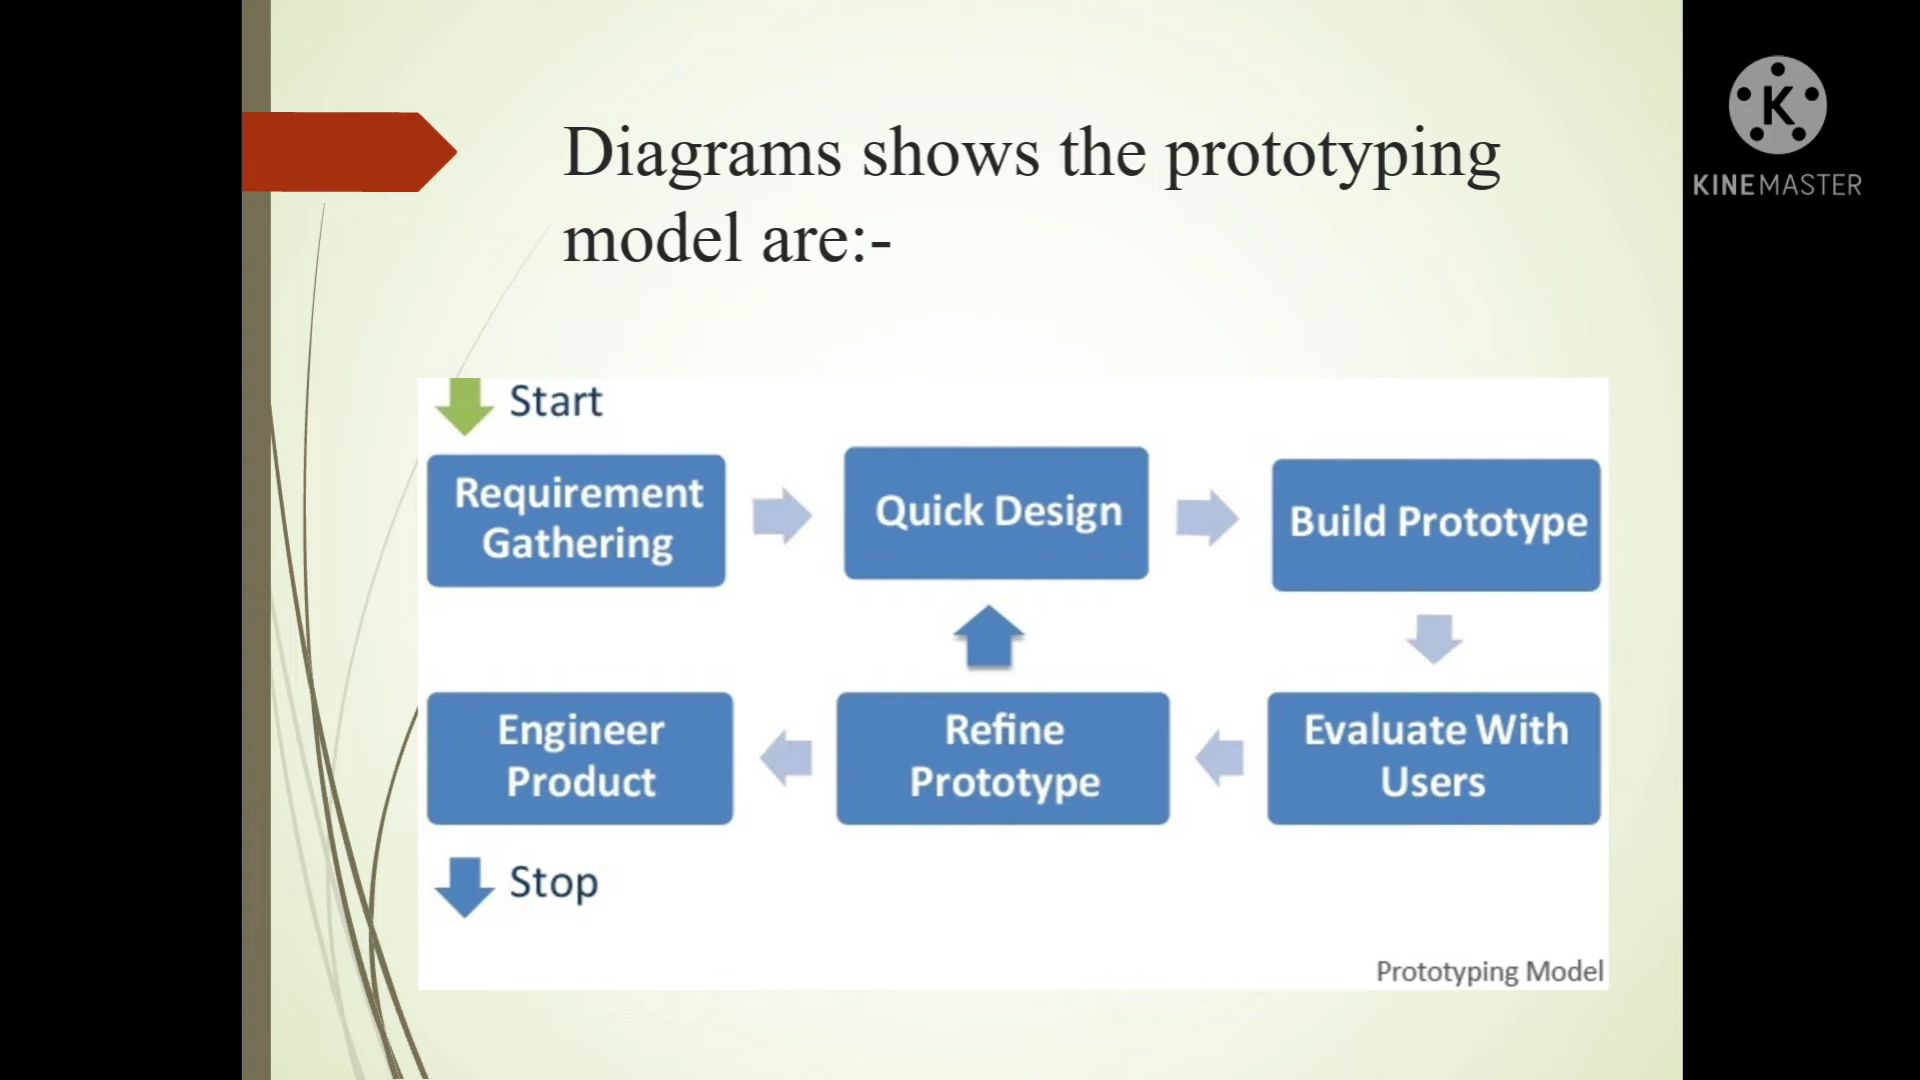 Diagrams shows the prototyping
model are:-
K
KINEMASTER
Start
Requirement
Gathering
Quick Design
Build Prototype
Engineer
Product
Refine
Prototype
Evaluate With
Users
Stop
Prototyping Model